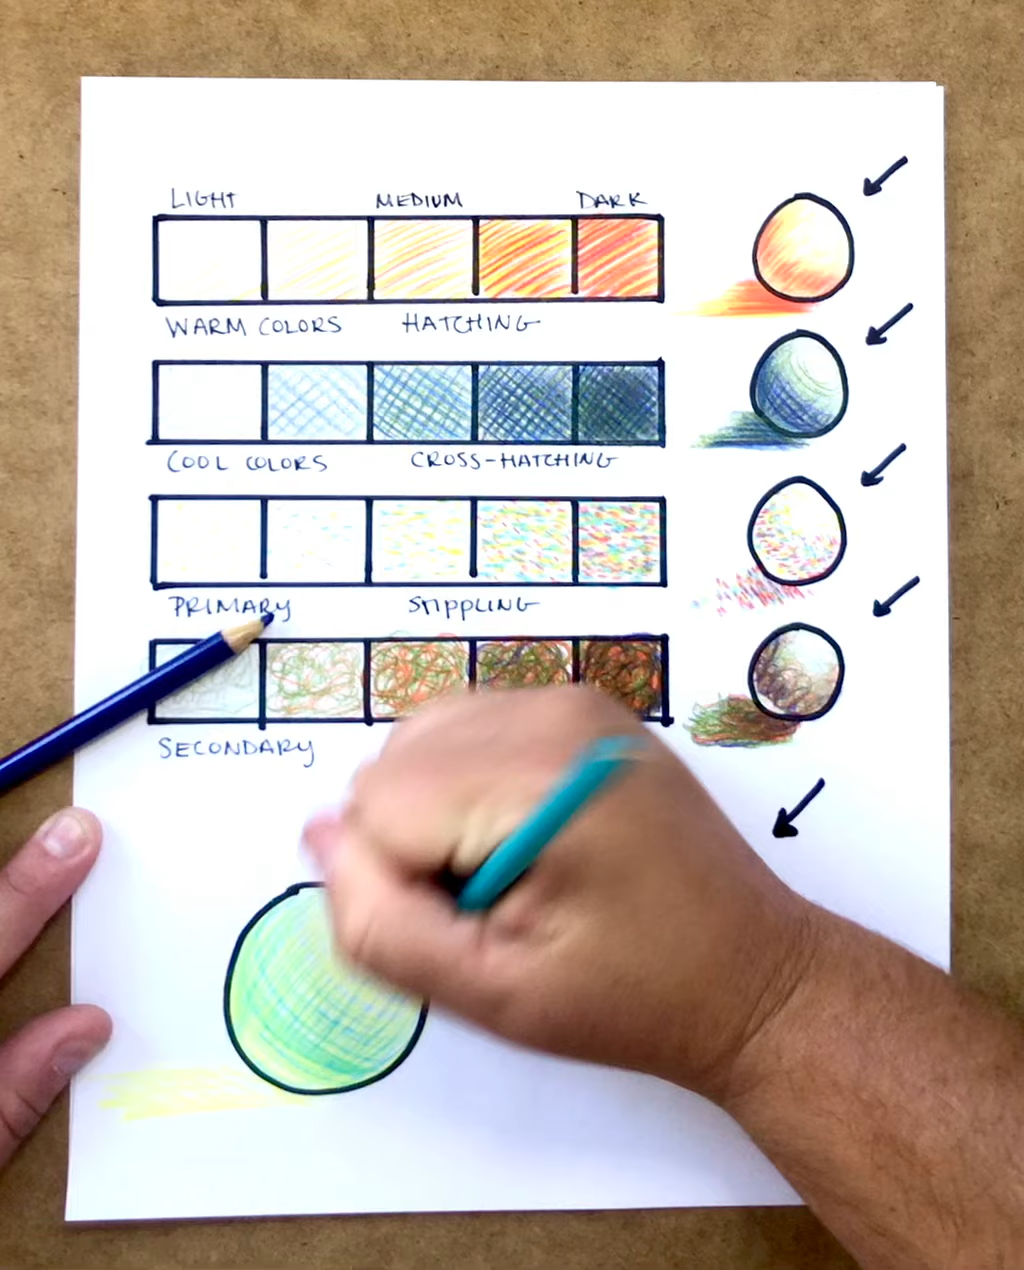 LIGHT MEDIUM DARK
WARM COLORS HATCHING
COOL COLORS CROSS-HATCHING
PRIMARY STIPPLING
SECONDARY